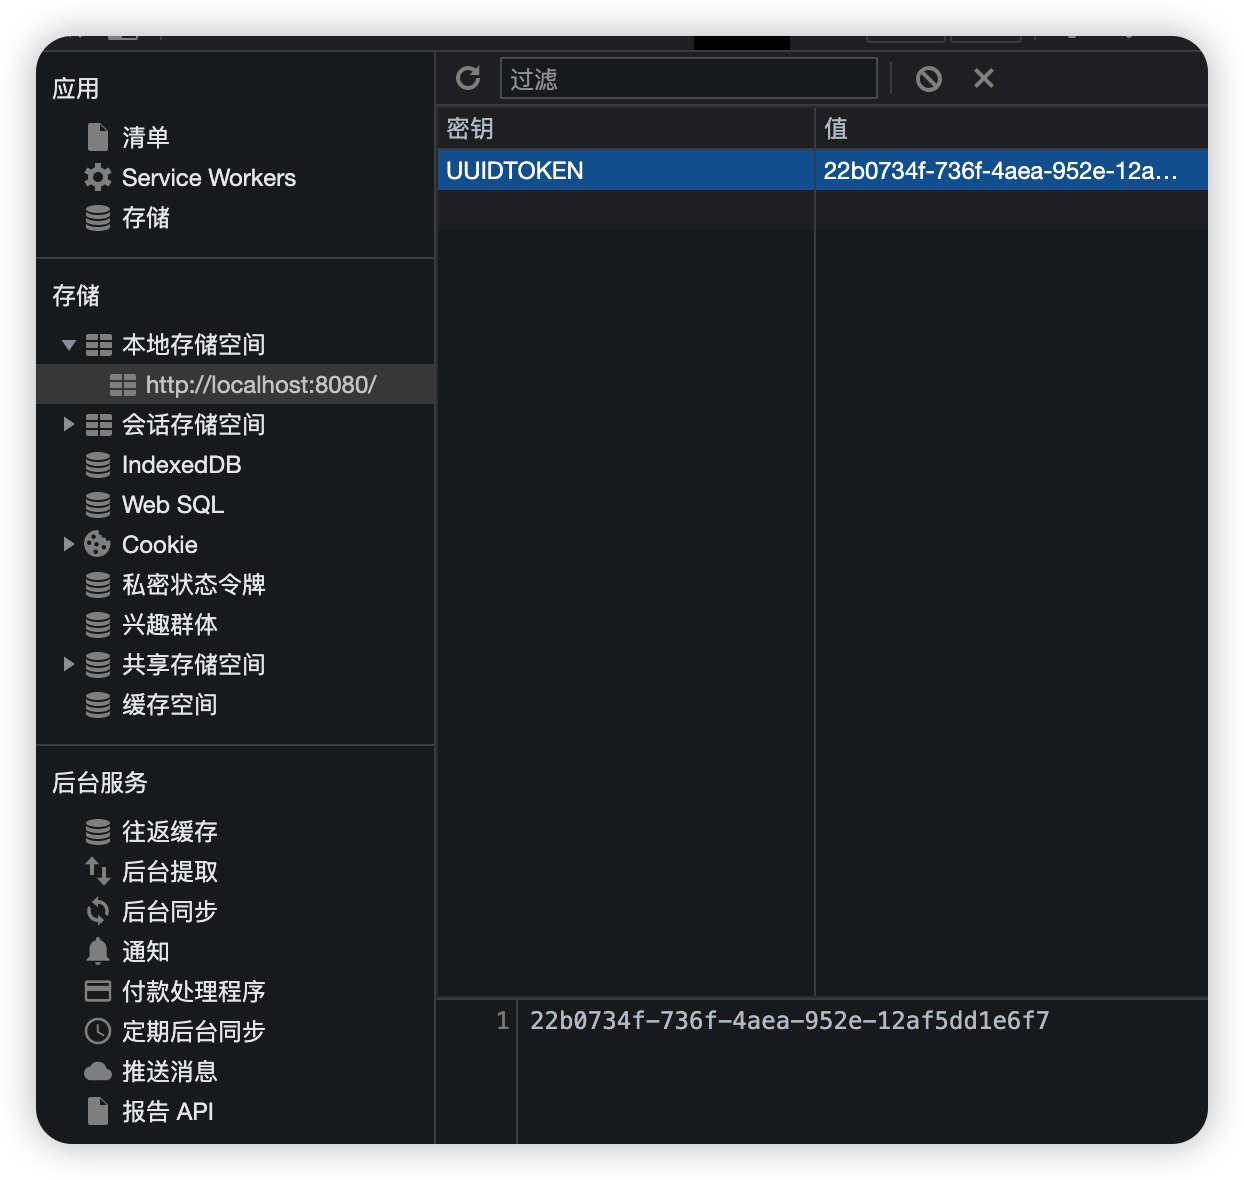 应用
清单
Service Workers
存储
存储
本地存储空间
http://localhost:8080/
会话存储空间
IndexedDB
Web SQL
Cookie
私密状态令牌
兴趣群体
共享存储空间
缓存空间
后台服务
往返缓存
后台提取
后台同步
通知
付款处理程序
定期后台同步
推送消息
报告 API
过滤
密钥 值
UUIDTOKEN 22b0734f-736f-4aea-952e-12a...
1 22b0734f-736f-4aea-952e-12af5dd1e6f7